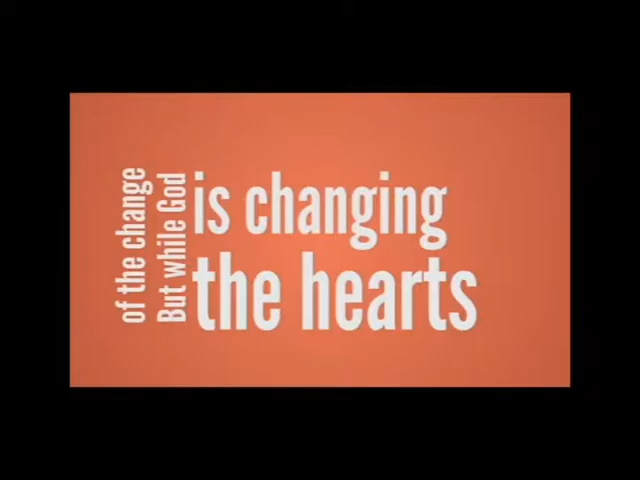 of the change
But while God
is changing
the hearts